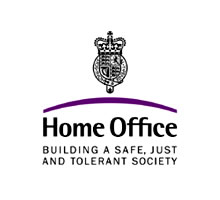 Home Office
BUILDING A SAFE, JUST
AND TOLERANT SOCIETY